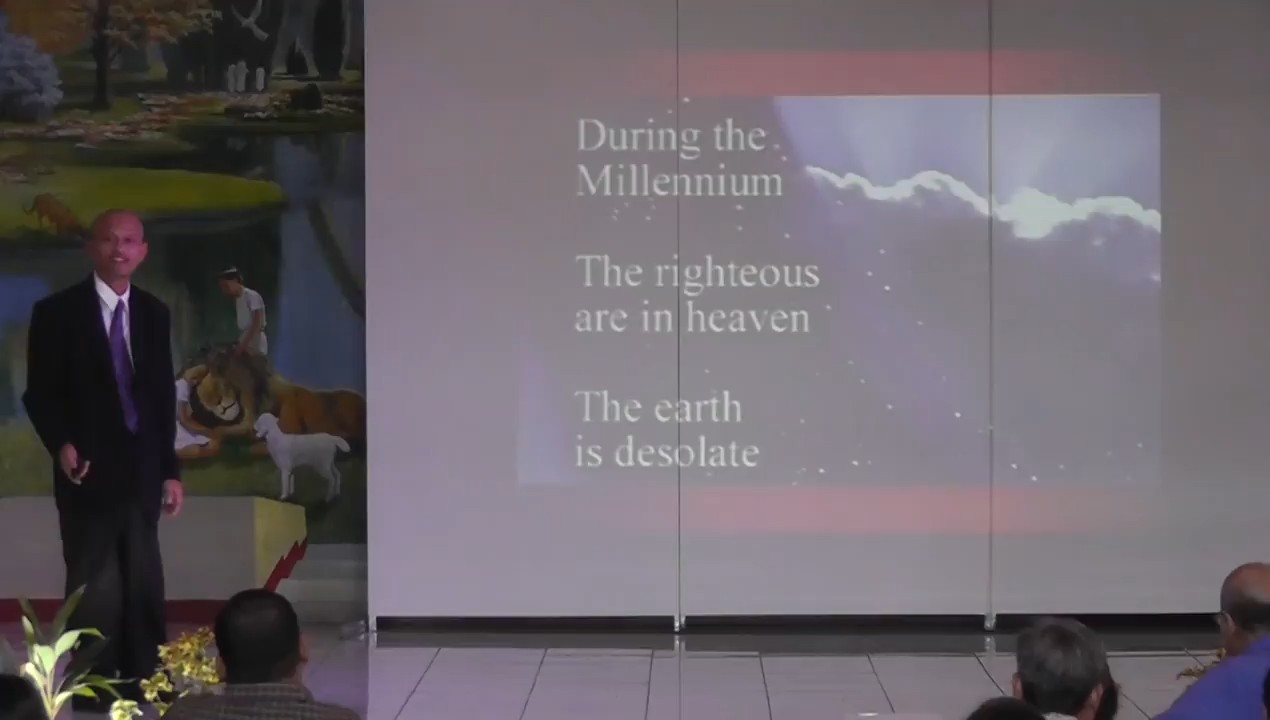 During the
Millennium
The righteous
are in heaven
The earth
is desolate